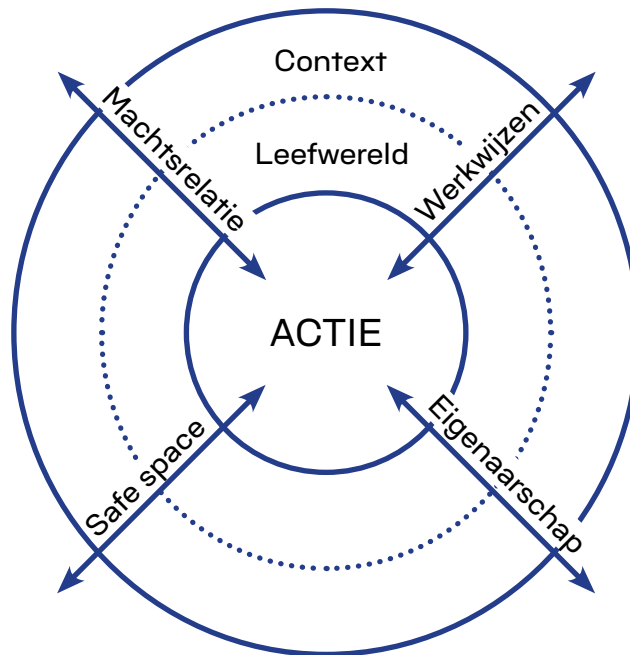 Context
Machtsrelatie
Werkwijzen
Leefwereld
ACTIE
Safe space
Eigenaarschap